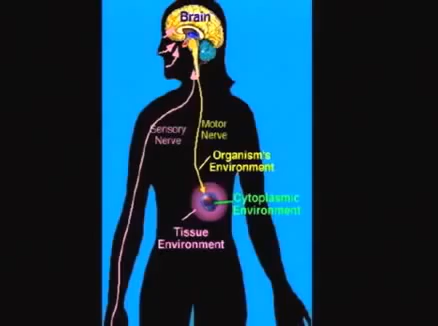 Brain
Sensory
Nerve
Motor
Nerve
Organism's
Environment
Cytoplasmic
Environment
Tissue
Environment